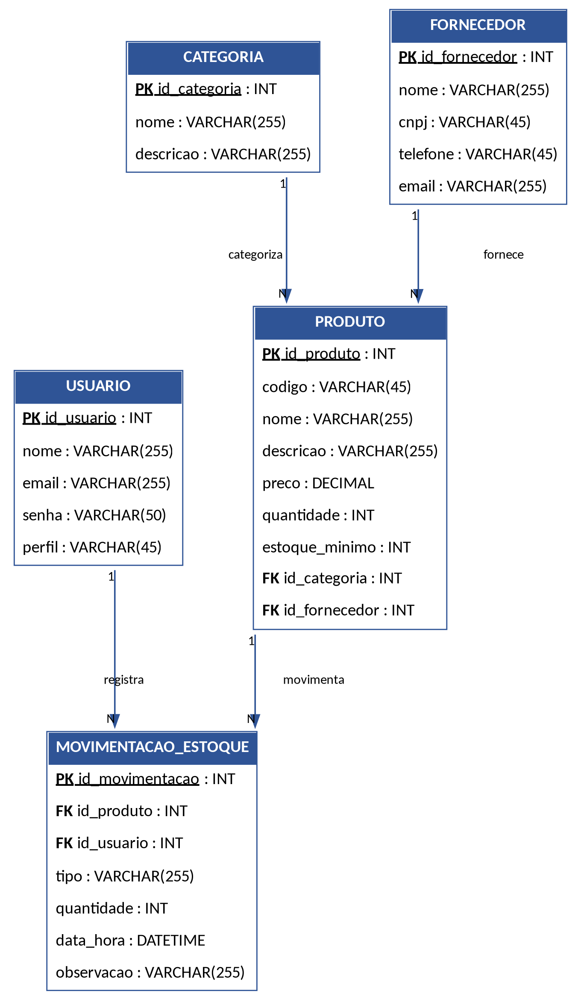 FORNECEDOR
PK id_fornecedor : INT
nome : VARCHAR(255)
cnpj : VARCHAR(45)
telefone : VARCHAR(45)
email : VARCHAR(255)
CATEGORIA
PK id_categoria : INT
nome : VARCHAR(255)
descricao : VARCHAR(255)
1
categoriza
N
1
fornece
N
PRODUTO
PK id_produto : INT
codigo : VARCHAR(45)
nome : VARCHAR(255)
descricao : VARCHAR(255)
preco : DECIMAL
quantidade : INT
estoque_minimo : INT
FK id_categoria : INT
FK id_fornecedor : INT
USUARIO
PK id_usuario : INT
nome : VARCHAR(255)
email : VARCHAR(255)
senha : VARCHAR(50)
perfil : VARCHAR(45)
1
registra
N
1
movimenta
N
MOVIMENTACAO_ESTOQUE
PK id_movimentacao : INT
FK id_produto : INT
FK id_usuario : INT
tipo : VARCHAR(255)
quantidade : INT
data_hora : DATETIME
observacao : VARCHAR(255)